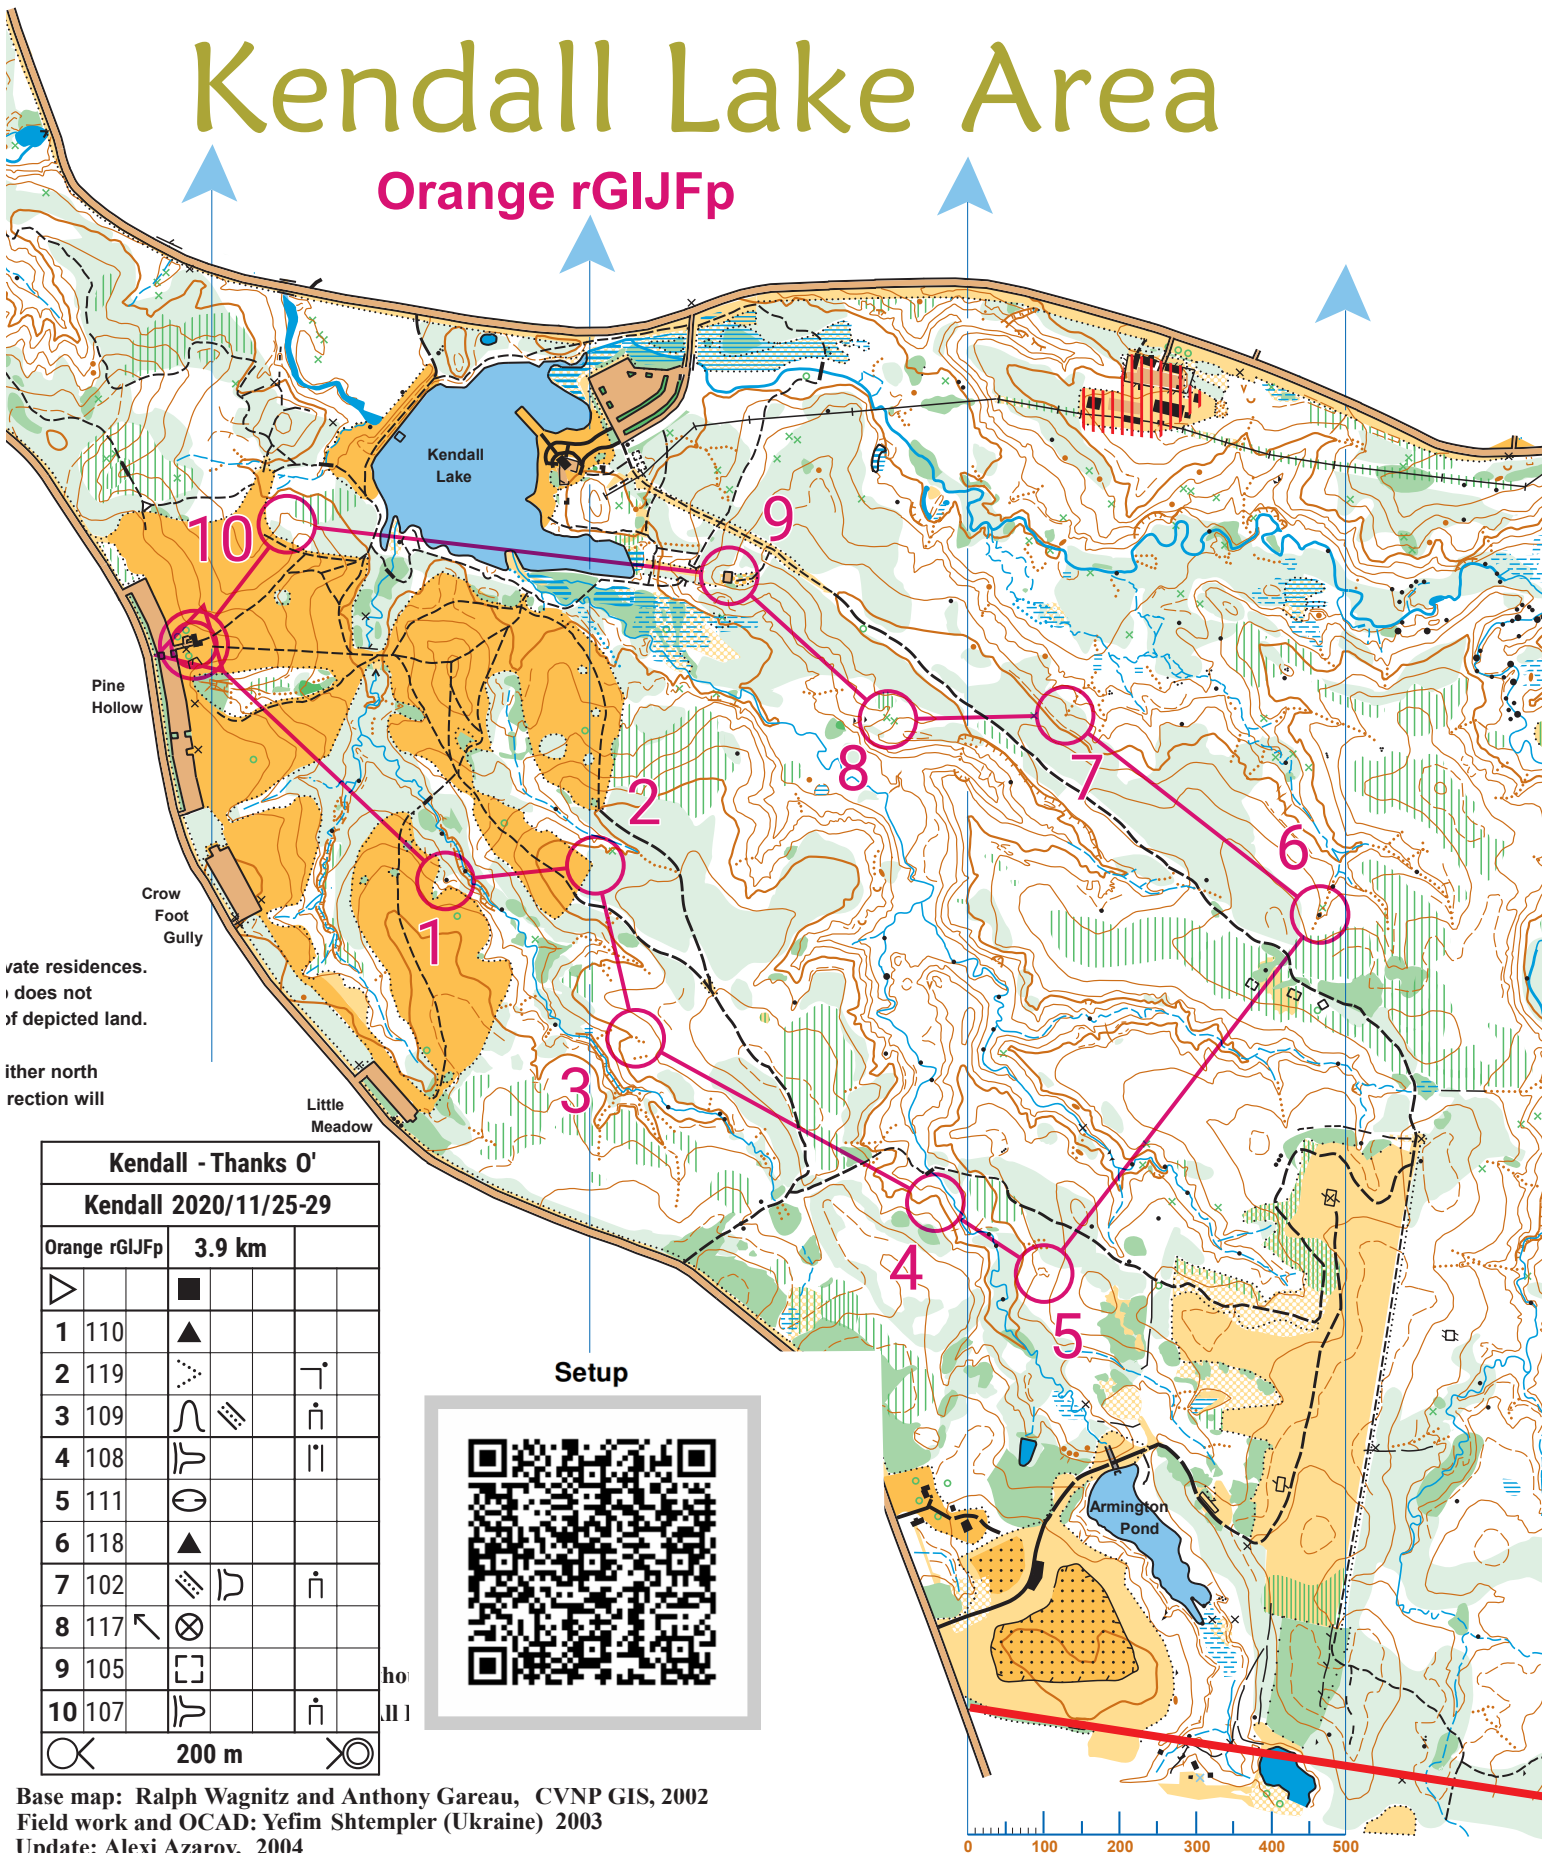 Kendall Lake Area
Orange rGIJFp
Kendall
Lake
Pine
Hollow
Crow
Foot
Gully
Little
Meadow
Armington
Pond
1
2
3
4
5
6
7
8
9
10
vate residences.
does not
of depicted land.
ither north
rection will
Kendall - Thanks O'
Kendall 2020/11/25-29
Orange rGIJFp 3.9 km
1 110
2 119
3 109
4 108
5 111
6 118
7 102
8 117
9 105
10 107
200 m
Setup
Base map: Ralph Wagnitz and Anthony Gareau, CVNP GIS, 2002
Field work and OCAD: Yefim Shtempler (Ukraine) 2003
Update: Alexi Azarov, 2004
0 100 200 300 400 500